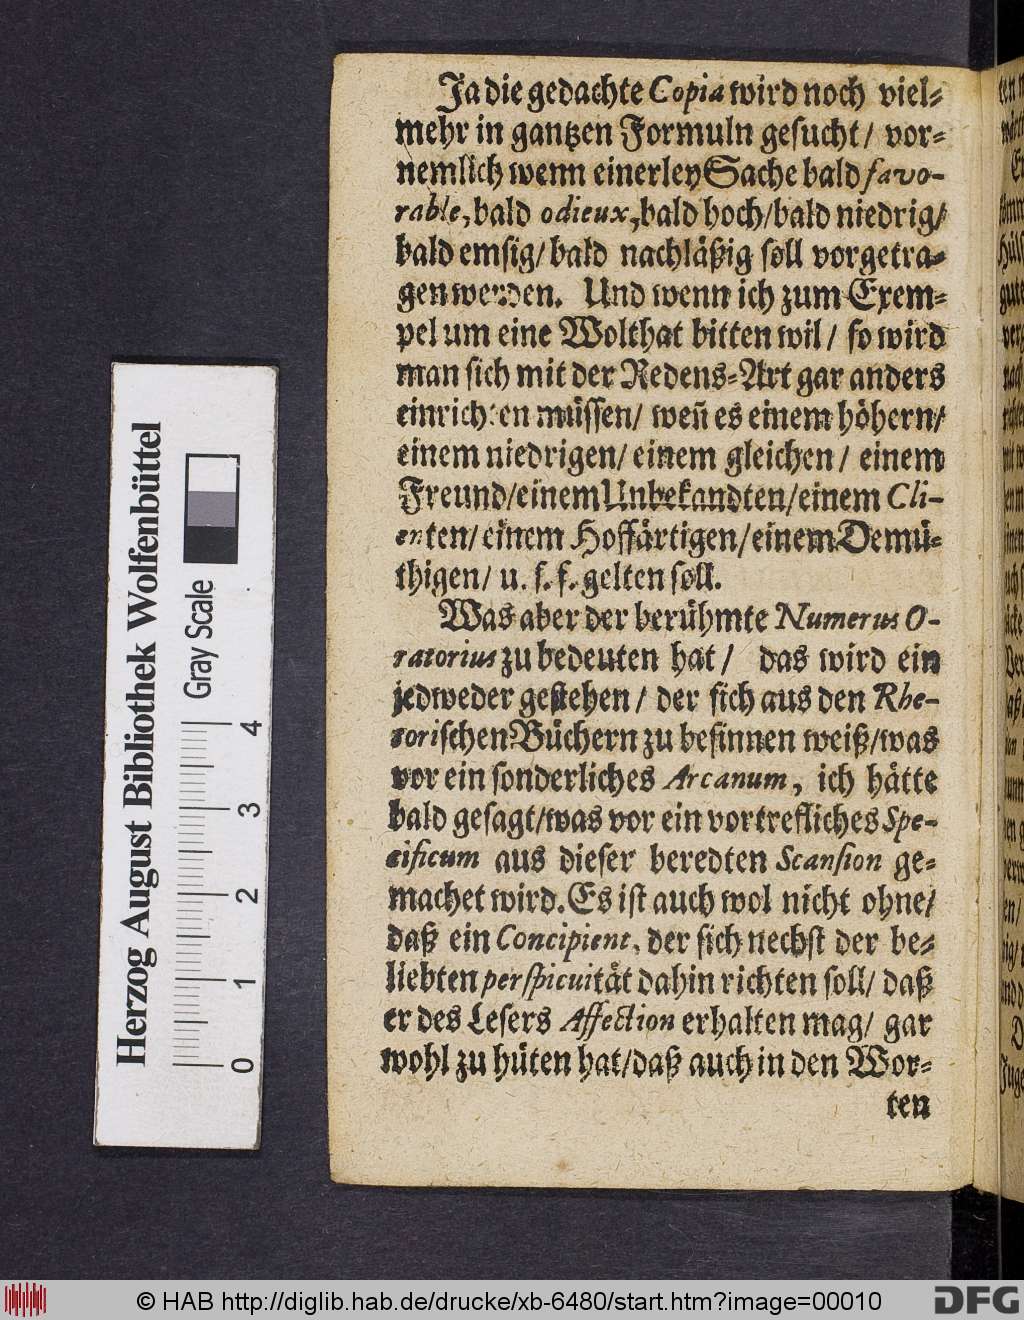 Ja die gedachte Copia wird noch viel-
mehr in gantzen Formuln gesucht/ vor-
nemlich wenn einerley Sache bald favo-
rable, bald odieux, bald hoch/bald niedrig/
bald emsig/ bald nachläßig soll vorgetra-
gen werden. Und wenn ich zum Exem-
pel um eine Wolthat bitten wil/ so wird
man sich mit der Redens-Art gar anders
einrichten müssen/ weñ es einem höhern/
einem niedrigen/ einem gleichen/ einem
Freund/einem Unbekandten/einem Cli-
enten/ einem Hoffärtigen/einem Demü-
thigen/ u. s. f. gelten soll.
Was aber der berühmte Numerus O-
ratorius zu bedeuten hat/ das wird ein
jedweder gestehen/ der sich aus den Rhe-
torischen Büchern zu besinnen weiß/was
vor ein sonderliches Arcanum, ich hätte
bald gesagt/was vor ein vortrefliches Spe-
cificum aus dieser beredten Scansion ge-
machet wird. Es ist auch wol nicht ohne/
daß ein Concipient, der sich nechst der be-
liebten perspicuität dahin richten soll/ daß
er des Lesers Affection erhalten mag/ gar
wohl zu hüten hat/daß auch in den Wor-
ten
Herzog August Bibliothek Wolfenbüttel
Gray Scale
0 1 2 3 4
© HAB http://diglib.hab.de/drucke/xb-6480/start.htm?image=00010
DFG